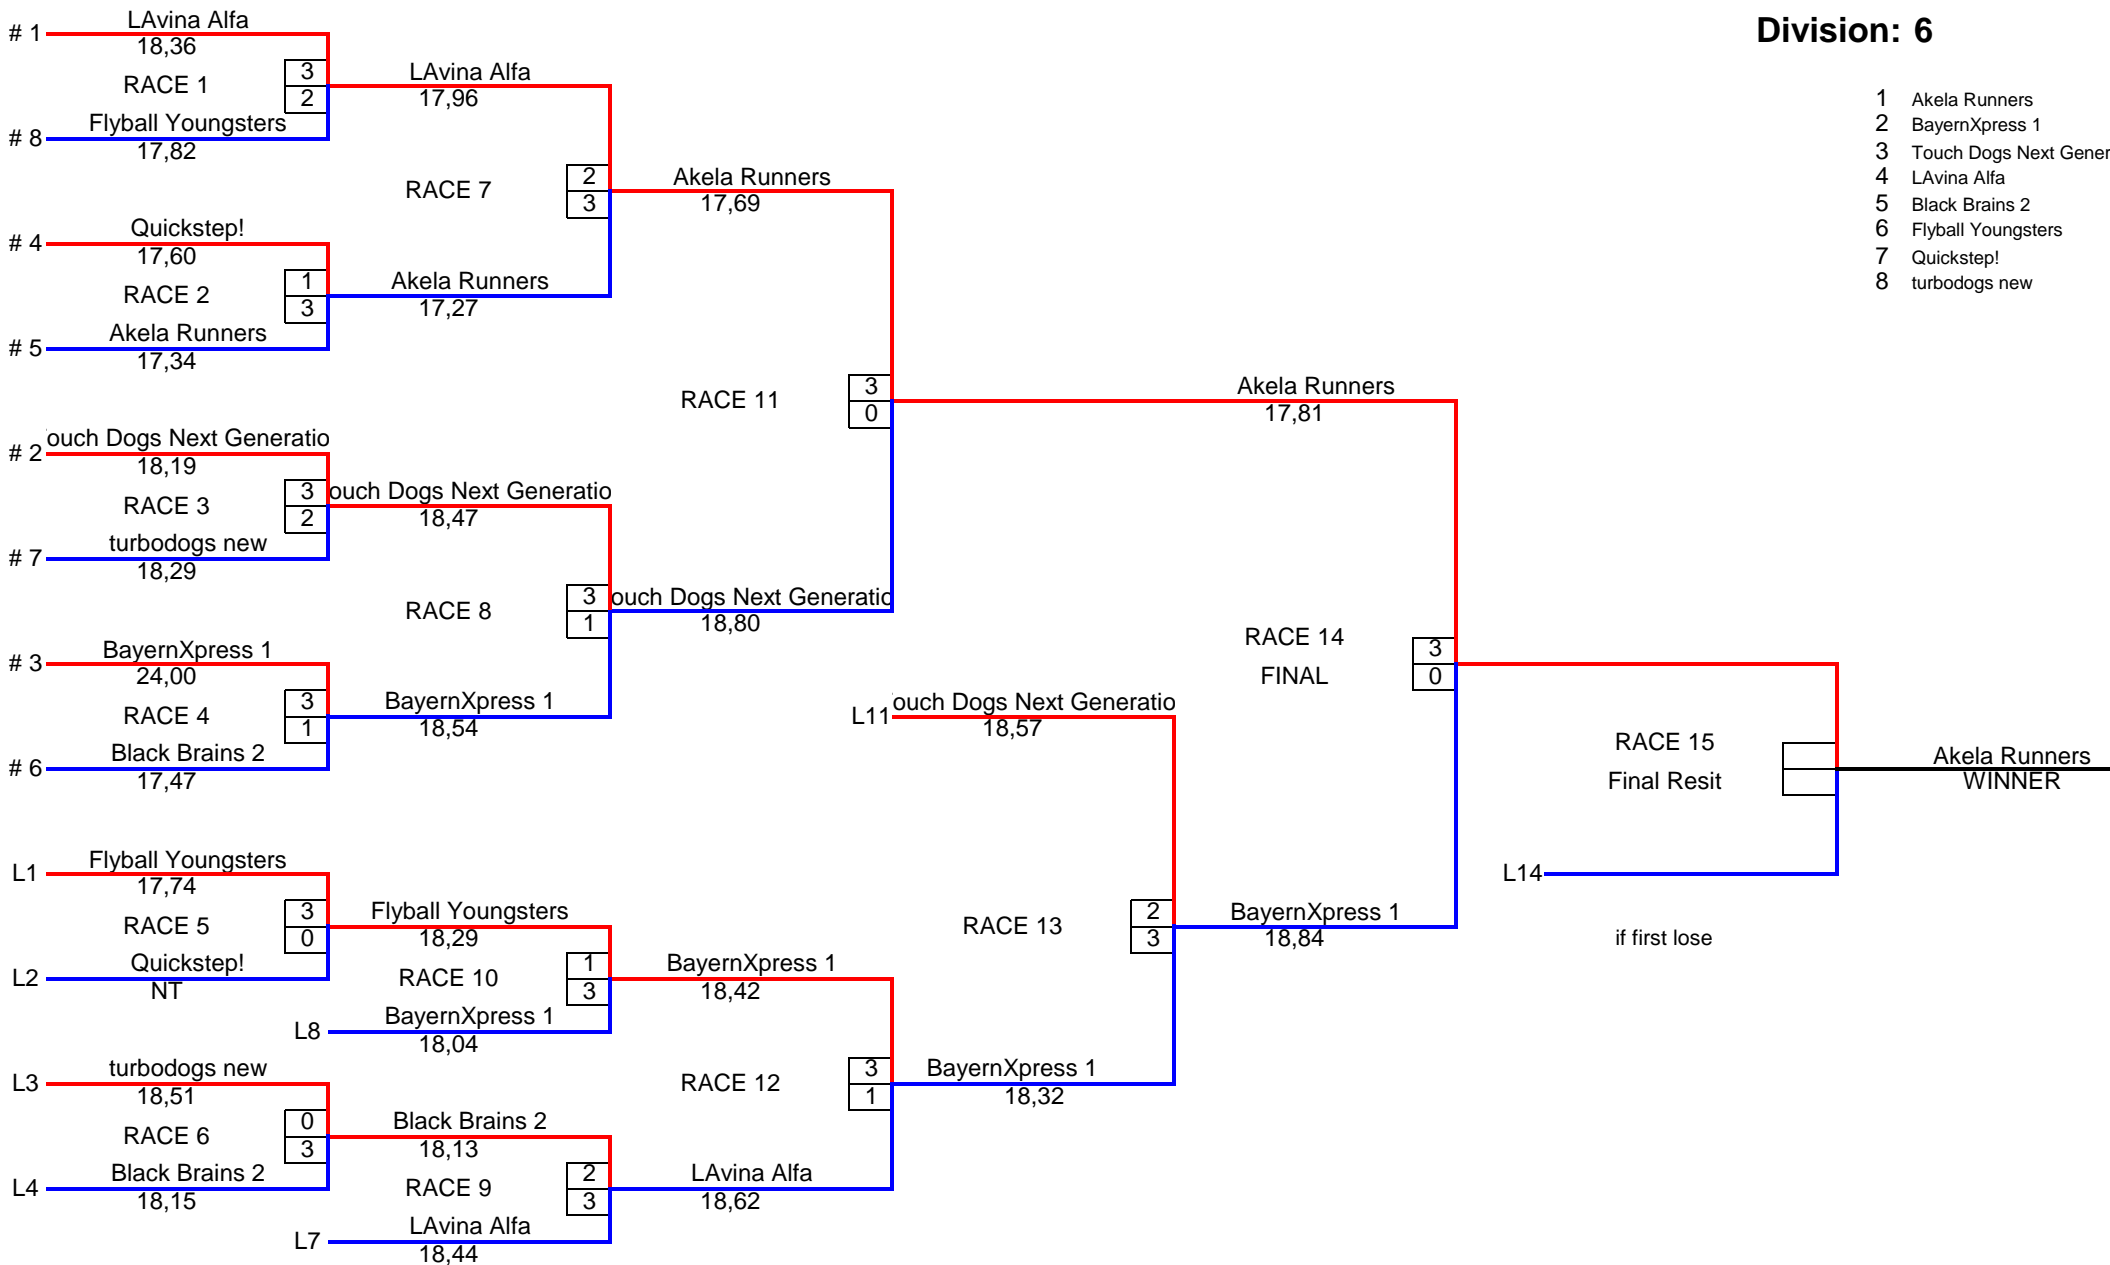 Division: 6
1 Akela Runners
2 BayernXpress 1
3 Touch Dogs Next Gener
4 LAvina Alfa
5 Black Brains 2
6 Flyball Youngsters
7 Quickstep!
8 turbodogs new
# 1
LAvina Alfa
18,36
RACE 1
3
2
# 8
Flyball Youngsters
17,82
# 4
Quickstep!
17,60
RACE 2
1
3
# 5
Akela Runners
17,34
# 2
ouch Dogs Next Generatio
18,19
RACE 3
3
2
# 7
turbodogs new
18,29
# 3
BayernXpress 1
24,00
RACE 4
3
1
# 6
Black Brains 2
17,47
L1
Flyball Youngsters
17,74
RACE 5
3
0
L2
Quickstep!
NT
L3
turbodogs new
18,51
RACE 6
0
3
L4
Black Brains 2
18,15
LAvina Alfa
17,96
RACE 7
2
3
Akela Runners
17,27
ouch Dogs Next Generatio
18,47
RACE 8
3
1
BayernXpress 1
18,54
Flyball Youngsters
18,29
RACE 10
1
3
L8
BayernXpress 1
18,04
Black Brains 2
18,13
RACE 9
2
3
L7
LAvina Alfa
18,44
Akela Runners
17,69
RACE 11
3
0
ouch Dogs Next Generatio
18,80
BayernXpress 1
18,42
RACE 12
3
1
LAvina Alfa
18,62
L11
ouch Dogs Next Generatio
18,57
RACE 13
2
3
BayernXpress 1
18,32
Akela Runners
17,81
RACE 14
FINAL
3
0
BayernXpress 1
18,84
RACE 15
Final Resit
L14
if first lose
Akela Runners
WINNER